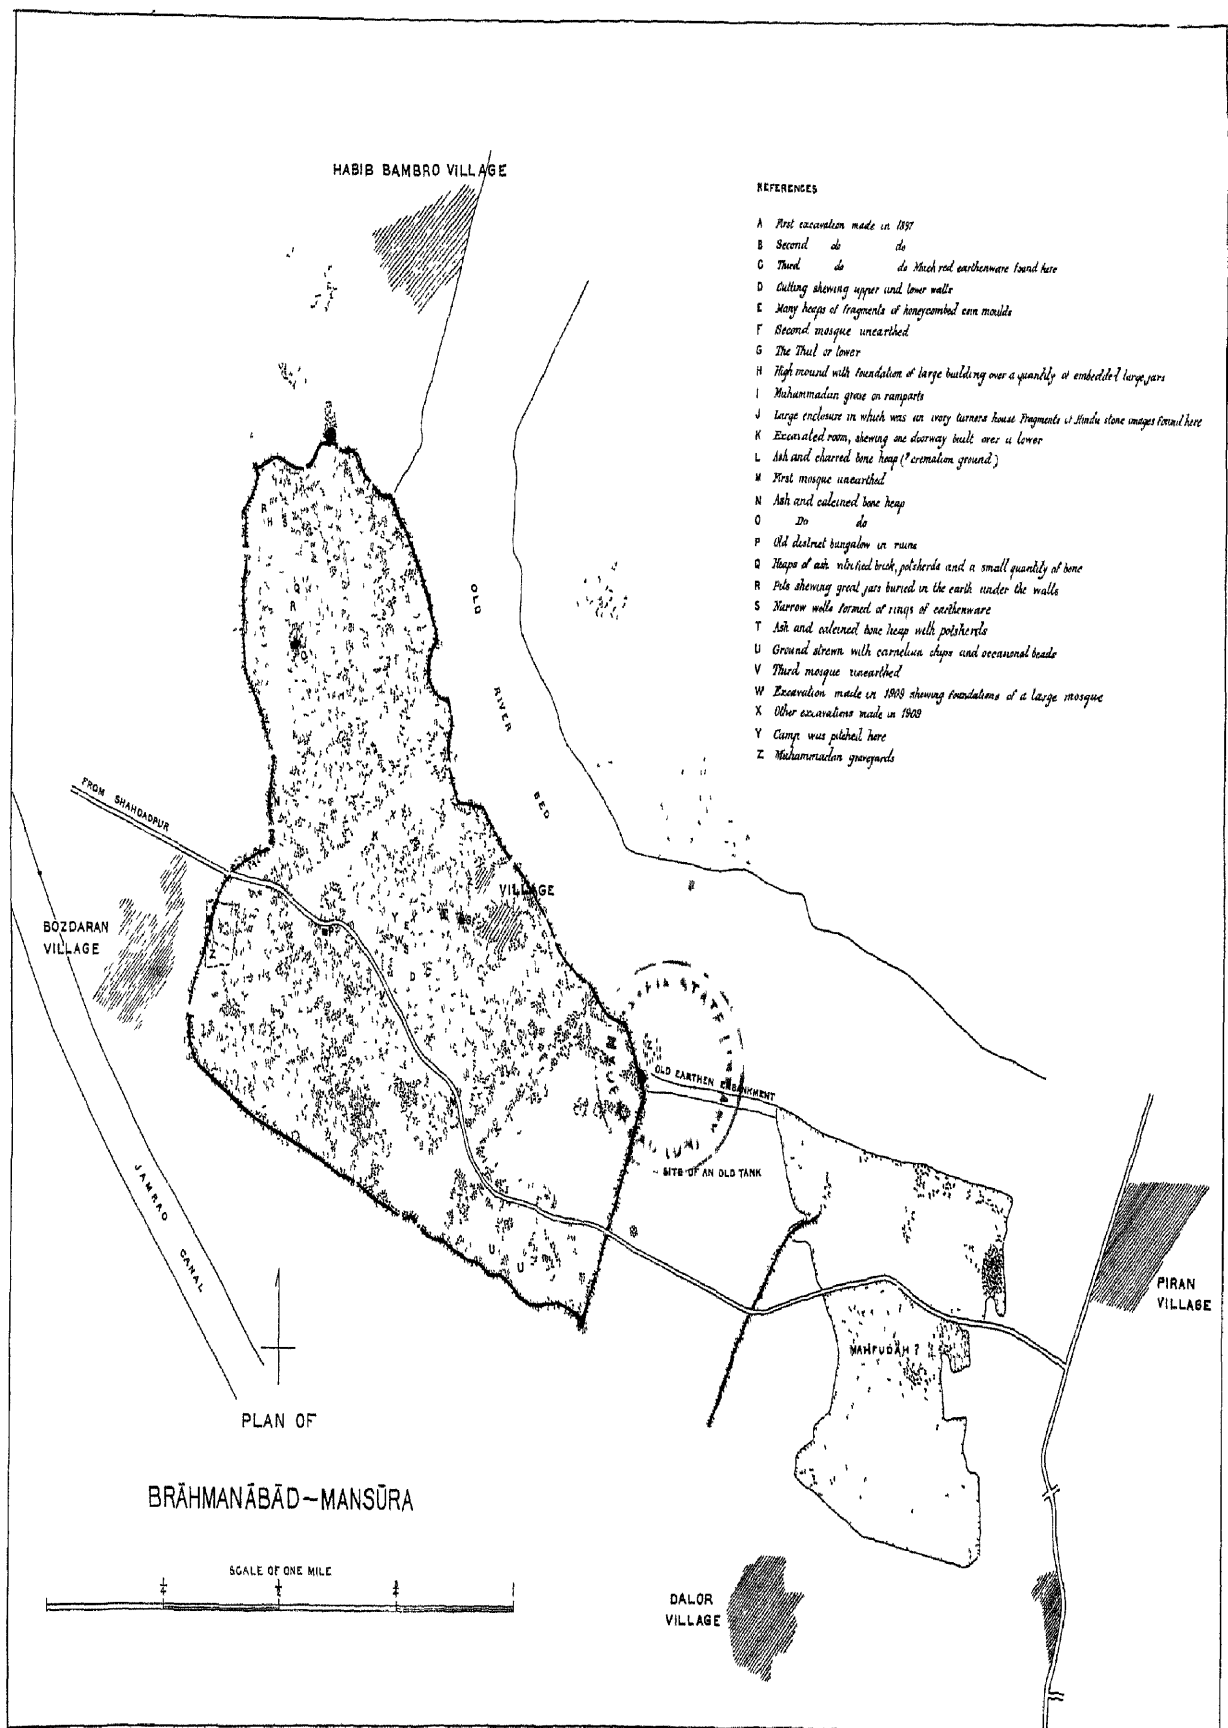 HABIB BAMBRO VILLAGE
REFERENCES
A First excavation made in 1897
B Second do do
C Third do do Much red earthenware found here
D Cutting shewing upper and lower walls
E Many heaps of fragments of honeycombed coin moulds
F Second mosque unearthed
G The Thul or tower
H High mound with foundation of large building over a quantity of embedded large jars
I Muhammadan grave on ramparts
J Large enclosure in which was an ivory turners house Fragments of Hindu stone images found here
K Excavated room, shewing one doorway built over a lower
L Ash and charred bone heap (? cremation ground)
M First mosque unearthed
N Ash and calcined bone heap
O Do do
P Old district bungalow in ruins
Q Heaps of ash vitrified brick, potsherds and a small quantity of bone
R Pits shewing great jars buried in the earth under the walls
S Narrow wells formed of rings of earthenware
T Ash and calcined bone heap with potsherds
U Ground strewn with carnelian chips and occasional beads
V Third mosque unearthed
W Excavation made in 1909 shewing foundations of a large mosque
X Other excavations made in 1909
Y Camp was pitched here
Z Muhammadan graveyards
OLD RIVER BED
FROM SHAHDADPUR
VILLAGE
BOZDARAN
VILLAGE
STATE
OLD EARTHEN EMBANKMENT
SITE OF AN OLD TANK
JAMRAO CANAL
PIRAN
VILLAGE
MAHFUDAH ?
PLAN OF
BRĀHMANĀBĀD–MANSŪRA
SCALE OF ONE MILE
DALOR
VILLAGE